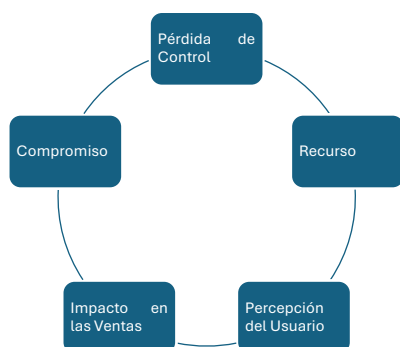 Pérdida de
Control
Recurso
Percepción
del Usuario
Impacto en
las Ventas
Compromiso